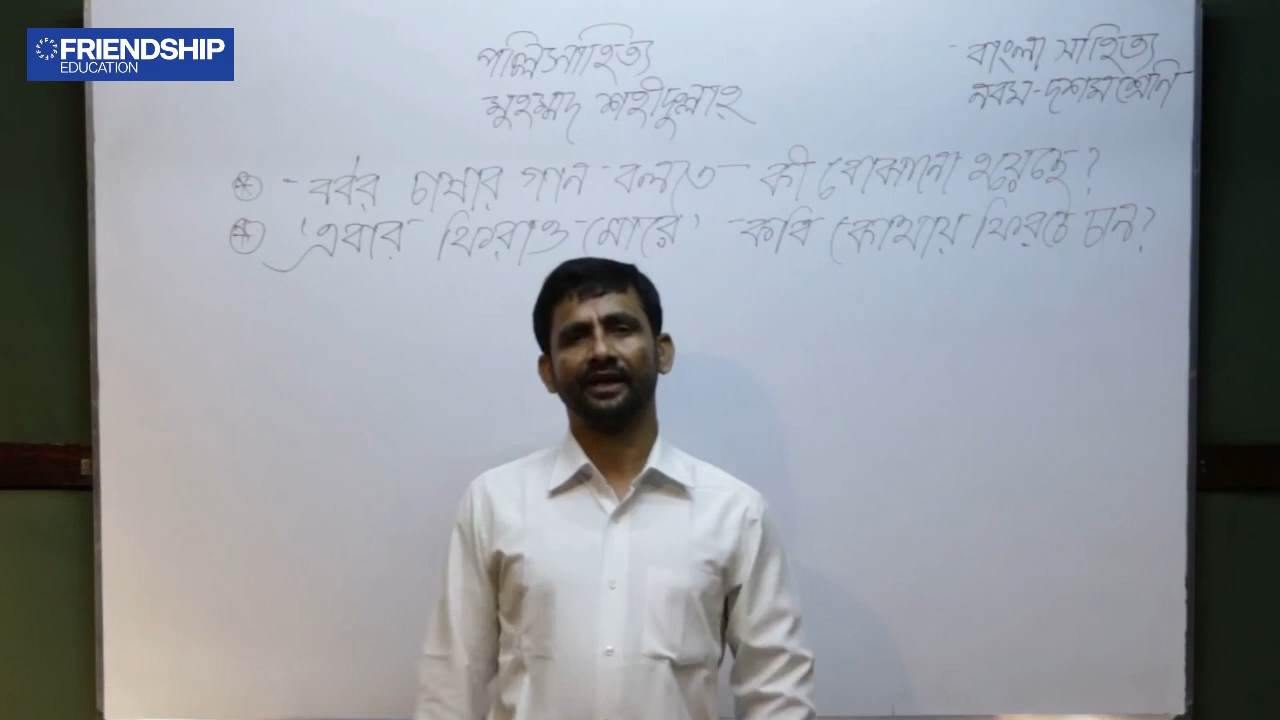 FRIENDSHIP
EDUCATION
পল্লিসাহিত্য
মুহম্মদ শহীদুল্লাহ্
বাংলা সাহিত্য
নবম-দশম শ্রেণি
- বর্বর চাষার গান বলতে কী বোঝানো হয়েছে?
'এবার ফিরাও মোরে' কবি কোথায় ফিরতে চান?